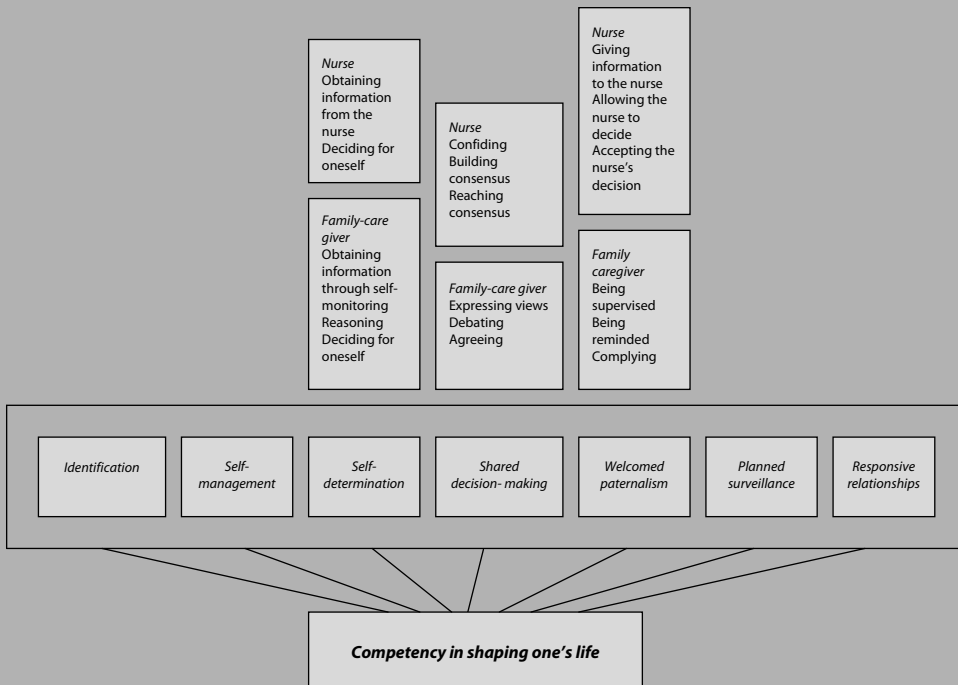 Nurse
Obtaining
information
from the
nurse
Deciding for
oneself
Family-care
giver
Obtaining
information
through self-
monitoring
Reasoning
Deciding for
oneself
Nurse
Confiding
Building
consensus
Reaching
consensus
Family-care giver
Expressing views
Debating
Agreeing
Nurse
Giving
information
to the nurse
Allowing the
nurse to
decide
Accepting the
nurse's
decision
Family
caregiver
Being
supervised
Being
reminded
Complying
Identification
Self-
management
Self-
determination
Shared
decision- making
Welcomed
paternalism
Planned
surveillance
Responsive
relationships
Competency in shaping one's life